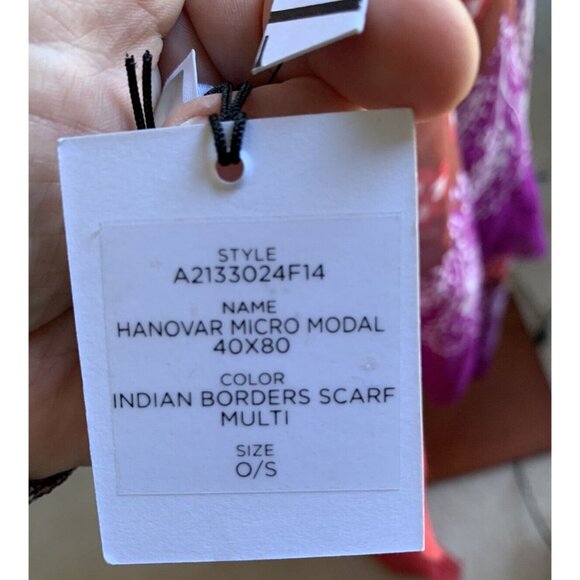 STYLE
A2133024F14
NAME
HANOVAR MICRO MODAL
40X80
COLOR
INDIAN BORDERS SCARF
MULTI
SIZE
O/S